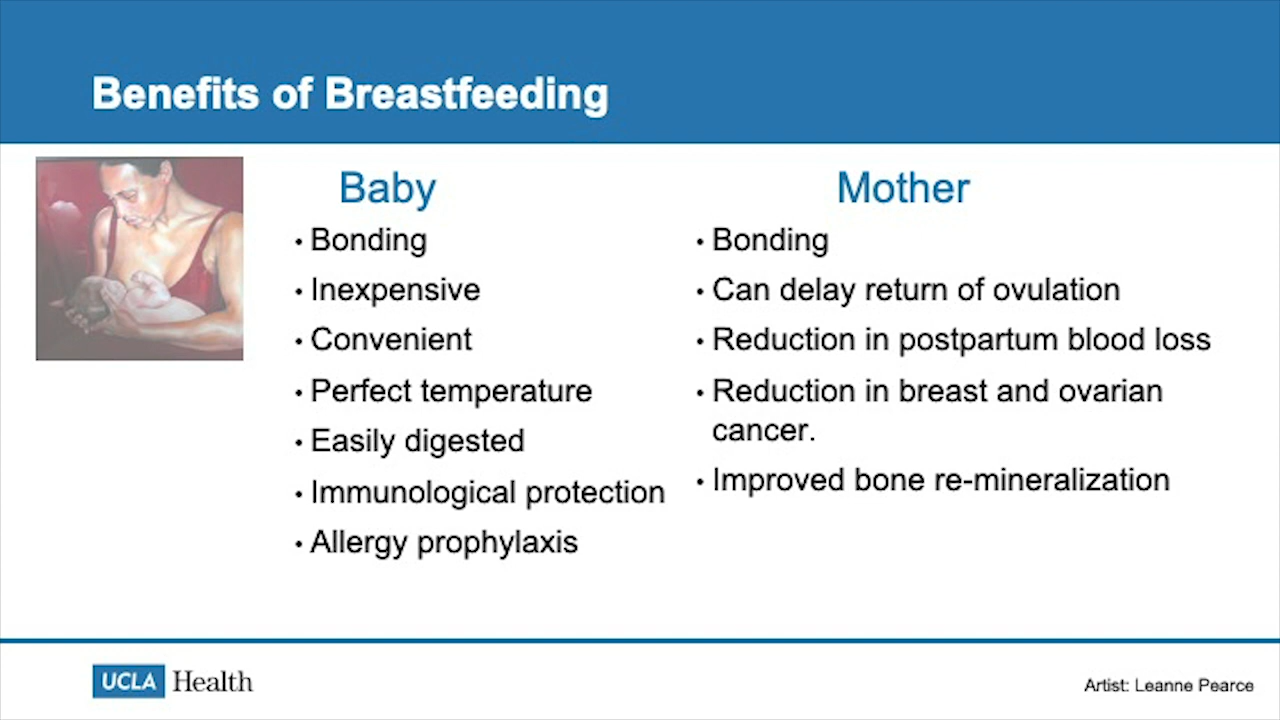 Benefits of Breastfeeding
Baby
• Bonding
• Inexpensive
• Convenient
• Perfect temperature
• Easily digested
• Immunological protection
• Allergy prophylaxis
Mother
• Bonding
• Can delay return of ovulation
• Reduction in postpartum blood loss
• Reduction in breast and ovarian
cancer.
• Improved bone re-mineralization
UCLA Health
Artist: Leanne Pearce